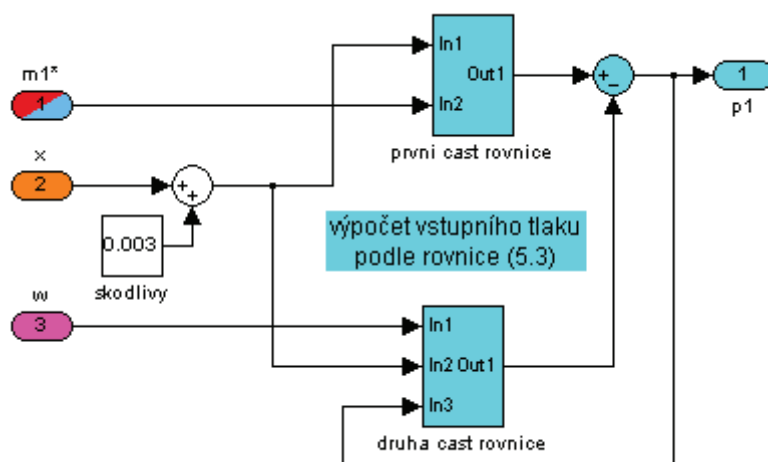 m1*
1
x
2
+
+
0.003
skodlivy
w
3
In1
In2
Out1
prvni cast rovnice
+
−
1
p1
výpočet vstupního tlaku
podle rovnice (5.3)
In1
In2 Out1
In3
druha cast rovnice